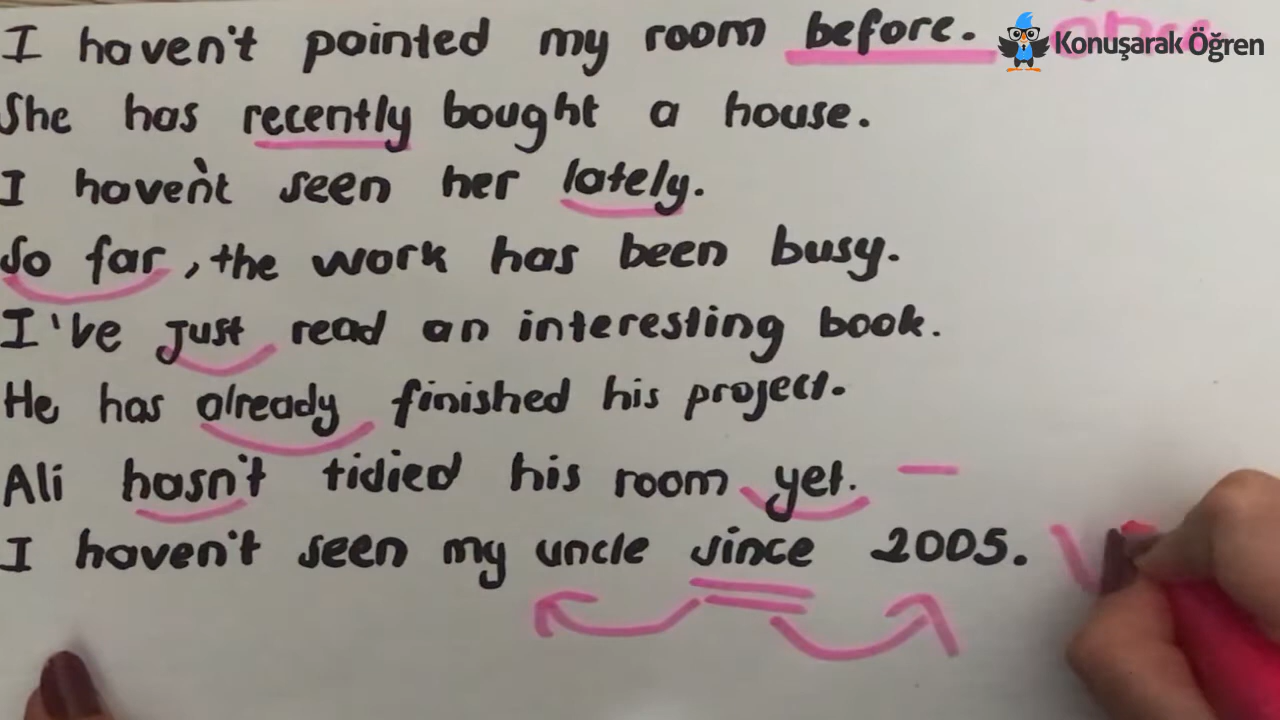 I haven't painted my room before.
Konuşarak Öğren
She has recently bought a house.
I haven't seen her lately.
So far, the work has been busy.
I've just read an interesting book.
He has already finished his project.
Ali hasn't tidied his room yet. —
I haven't seen my uncle since 2005.